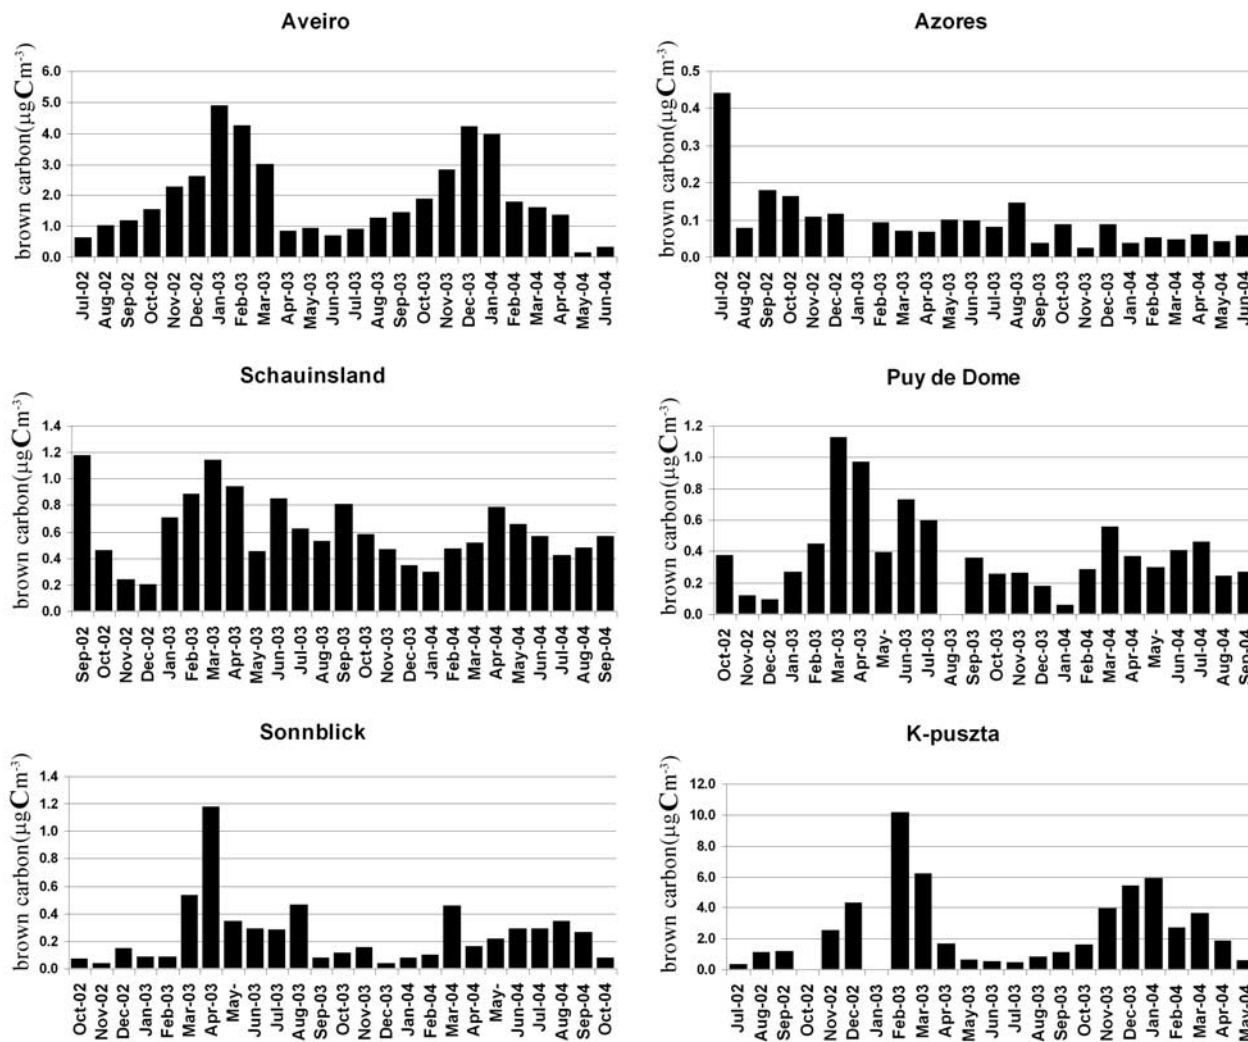 Aveiro
brown carbon(µgCm-3)
6.0
5.0
4.0
3.0
2.0
1.0
0.0
Jul-02 Aug-02 Sep-02 Oct-02 Nov-02 Dec-02 Jan-03 Feb-03 Mar-03 Apr-03 May-03 Jun-03 Jul-03 Aug-03 Sep-03 Oct-03 Nov-03 Dec-03 Jan-04 Feb-04 Mar-04 Apr-04 May-04 Jun-04
Azores
brown carbon(µgCm-3)
0.5
0.4
0.3
0.2
0.1
0.0
Jul-02 Aug-02 Sep-02 Oct-02 Nov-02 Dec-02 Jan-03 Feb-03 Mar-03 Apr-03 May-03 Jun-03 Jul-03 Aug-03 Sep-03 Oct-03 Nov-03 Dec-03 Jan-04 Feb-04 Mar-04 Apr-04 May-04 Jun-04
Schauinsland
brown carbon(µgCm-3)
1.4
1.2
1.0
0.8
0.6
0.4
0.2
0.0
Sep-02 Oct-02 Nov-02 Dec-02 Jan-03 Feb-03 Mar-03 Apr-03 May-03 Jun-03 Jul-03 Aug-03 Sep-03 Oct-03 Nov-03 Dec-03 Jan-04 Feb-04 Mar-04 Apr-04 May-04 Jun-04 Jul-04 Aug-04 Sep-04
Puy de Dome
brown carbon(µgCm-3)
1.2
1.0
0.8
0.6
0.4
0.2
0.0
Oct-02 Nov-02 Dec-02 Jan-03 Feb-03 Mar-03 Apr-03 May- Jun-03 Jul-03 Aug-03 Sep-03 Oct-03 Nov-03 Dec-03 Jan-04 Feb-04 Mar-04 Apr-04 May- Jun-04 Jul-04 Aug-04 Sep-04
Sonnblick
brown carbon(µgCm-3)
1.4
1.2
1.0
0.8
0.6
0.4
0.2
0.0
Oct-02 Nov-02 Dec-02 Jan-03 Feb-03 Mar-03 Apr-03 May- Jun-03 Jul-03 Aug-03 Sep-03 Oct-03 Nov-03 Dec-03 Jan-04 Feb-04 Mar-04 Apr-04 May- Jun-04 Jul-04 Aug-04 Sep-04 Oct-04
K-puszta
brown carbon(µgCm-3)
12.0
10.0
8.0
6.0
4.0
2.0
0.0
Jul-02 Aug-02 Sep-02 Oct-02 Nov-02 Dec-02 Jan-03 Feb-03 Mar-03 Apr-03 May-03 Jun-03 Jul-03 Aug-03 Sep-03 Oct-03 Nov-03 Dec-03 Jan-04 Feb-04 Mar-04 Apr-04 May-04